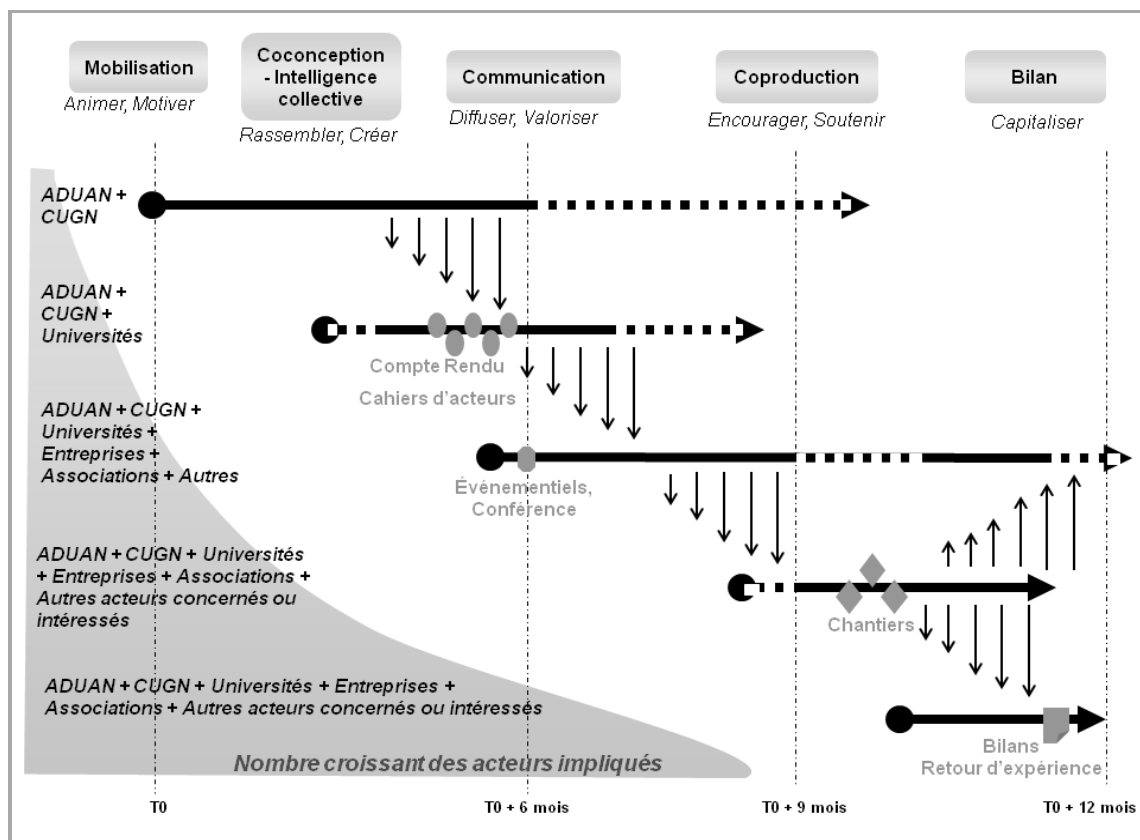 Mobilisation
Animer, Motiver
Coconception
- Intelligence
collective
Rassembler, Créer
Communication
Diffuser, Valoriser
Coproduction
Encourager, Soutenir
Bilan
Capitaliser
ADUAN +
CUGN
ADUAN +
CUGN +
Universités
Compte Rendu
Cahiers d'acteurs
ADUAN + CUGN +
Universités +
Entreprises +
Associations + Autres
Événementiels,
Conférence
ADUAN + CUGN + Universités
+ Entreprises + Associations +
Autres acteurs concernés ou
intéressés
Chantiers
ADUAN + CUGN + Universités + Entreprises +
Associations + Autres acteurs concernés ou intéressés
Bilans
Retour d'expérience
Nombre croissant des acteurs impliqués
T0
T0 + 6 mois
T0 + 9 mois
T0 + 12 mois